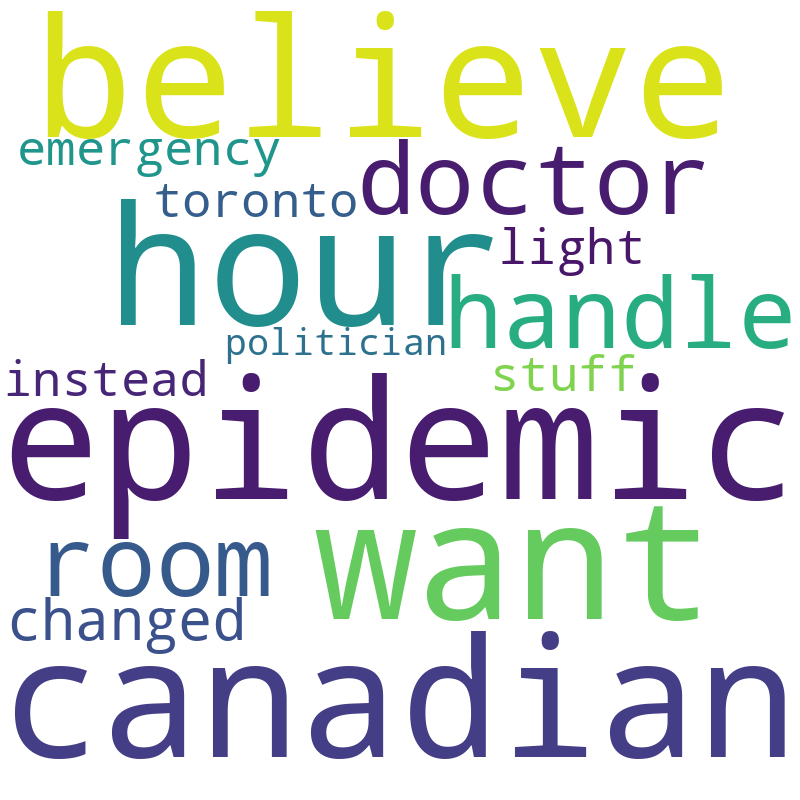 believe
emergency
doctor
toronto
hour
light
handle
politician
instead
stuff
epidemic
want
room
changed
canadian